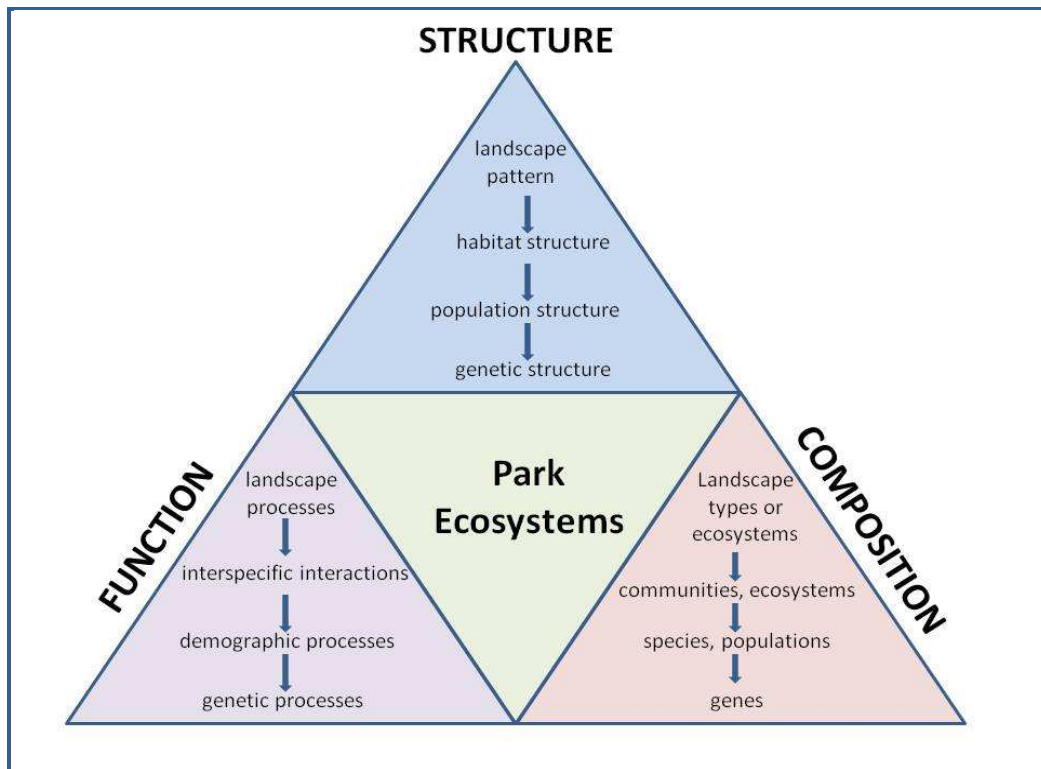 STRUCTURE
landscape
pattern
habitat structure
population structure
genetic structure
FUNCTION
landscape
processes
interspecific interactions
demographic processes
genetic processes
Park
Ecosystems
COMPOSITION
Landscape
types or
ecosystems
communities, ecosystems
species, populations
genes